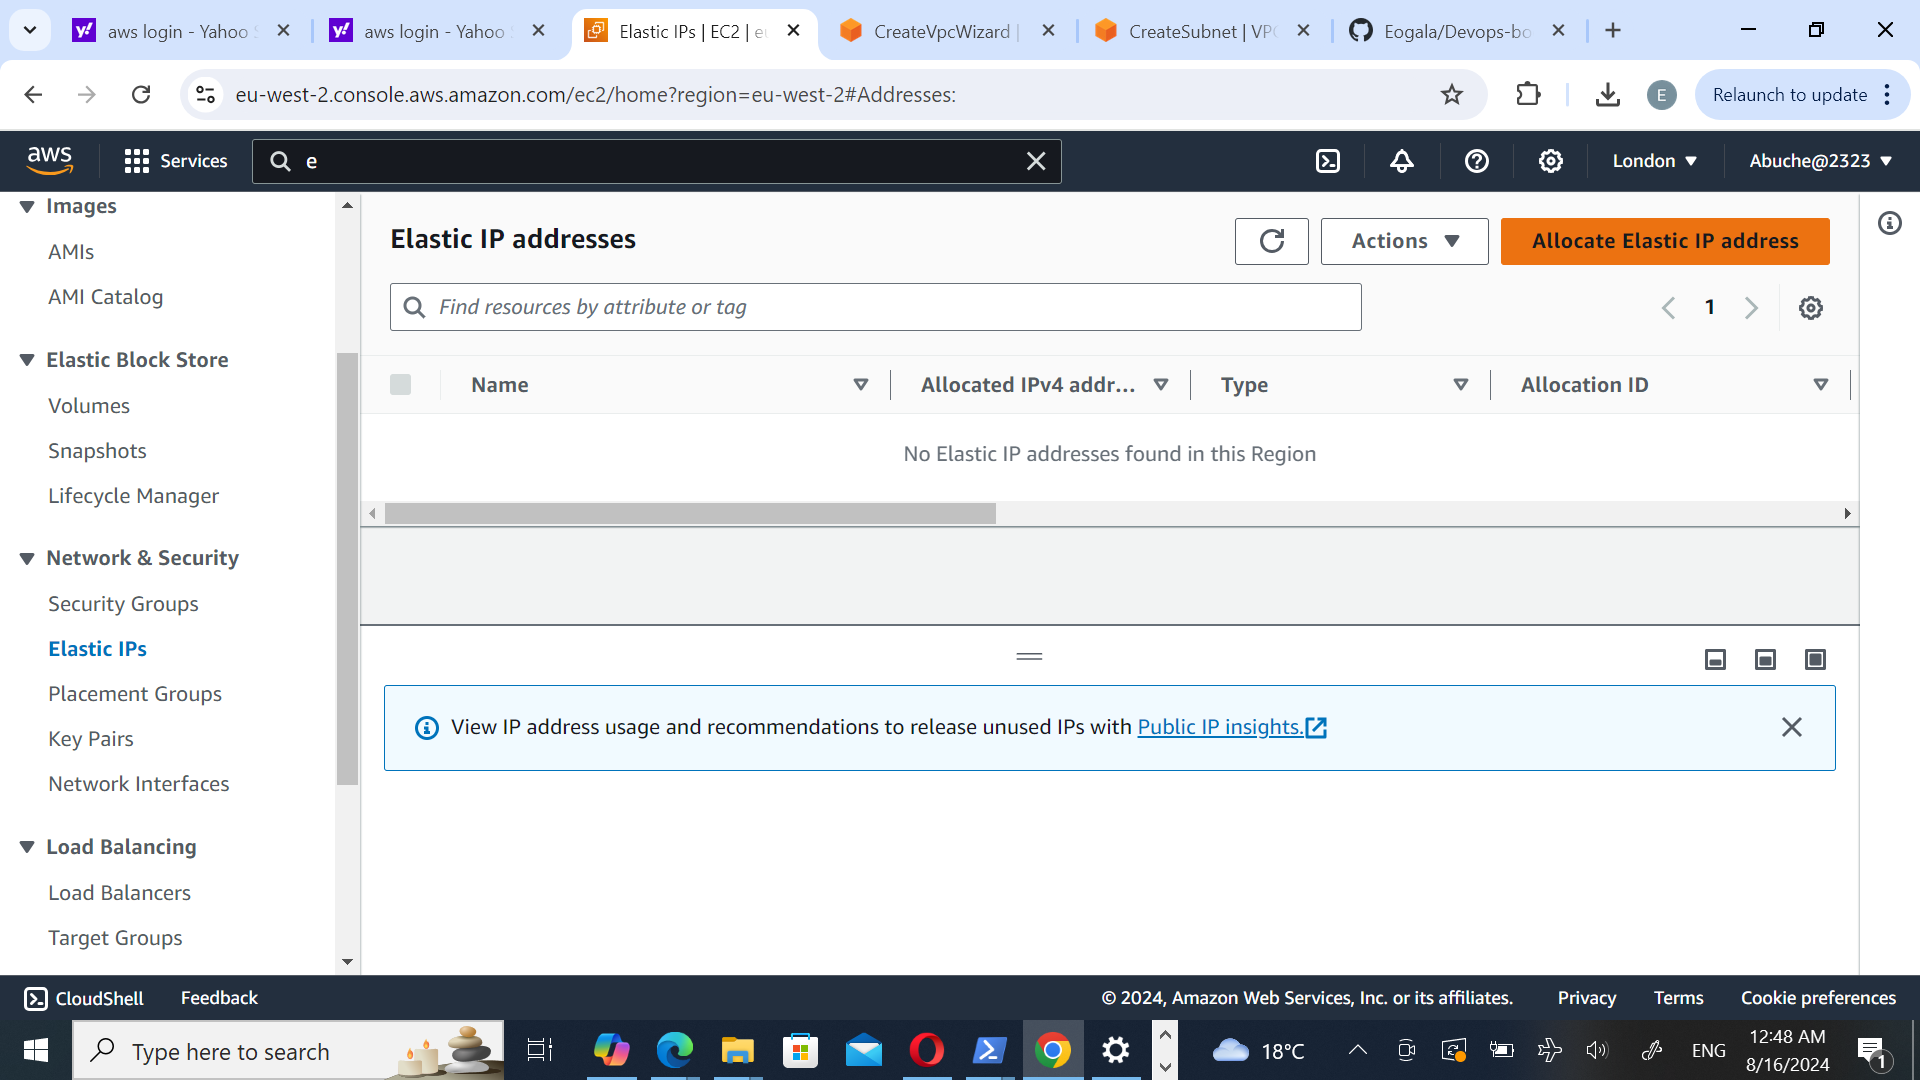 aws login - Yahoo S
aws login - Yahoo S
Elastic IPs | EC2 | eu
CreateVpcWizard |
CreateSubnet | VPC
Eogala/Devops-bo
eu-west-2.console.aws.amazon.com/ec2/home?region=eu-west-2#Addresses:
E
Relaunch to update
aws
Services
e
London
Abuche@2323
Images
AMIs
AMI Catalog
Elastic Block Store
Volumes
Snapshots
Lifecycle Manager
Network & Security
Security Groups
Elastic IPs
Placement Groups
Key Pairs
Network Interfaces
Load Balancing
Load Balancers
Target Groups
Elastic IP addresses
Actions
Allocate Elastic IP address
Find resources by attribute or tag
1
Name
Allocated IPv4 addr...
Type
Allocation ID
No Elastic IP addresses found in this Region
View IP address usage and recommendations to release unused IPs with Public IP insights.
CloudShell
Feedback
© 2024, Amazon Web Services, Inc. or its affiliates.
Privacy
Terms
Cookie preferences
Type here to search
18°C
ENG
12:48 AM
8/16/2024
1